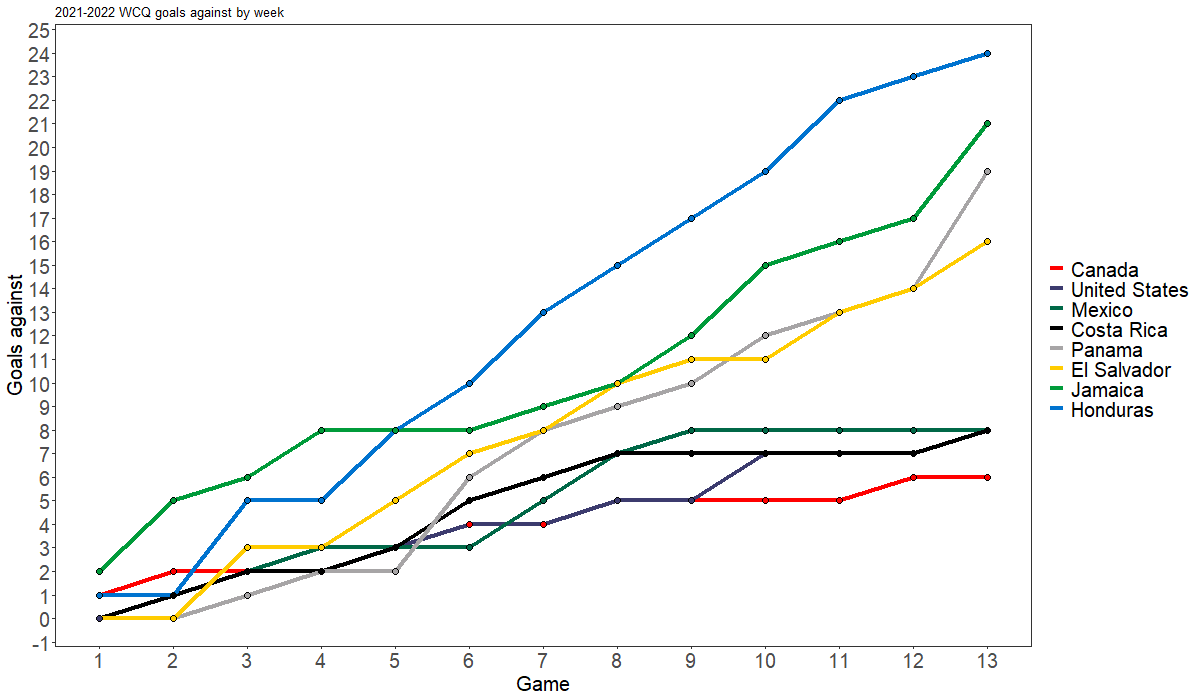 2021-2022 WCQ goals against by week
25
24
23
22
21
20
19
18
17
16
15
14
13
12
11
10
9
8
7
6
5
4
3
2
1
0
-1
Goals against
1 2 3 4 5 6 7 8 9 10 11 12 13
Game
Canada
United States
Mexico
Costa Rica
Panama
El Salvador
Jamaica
Honduras